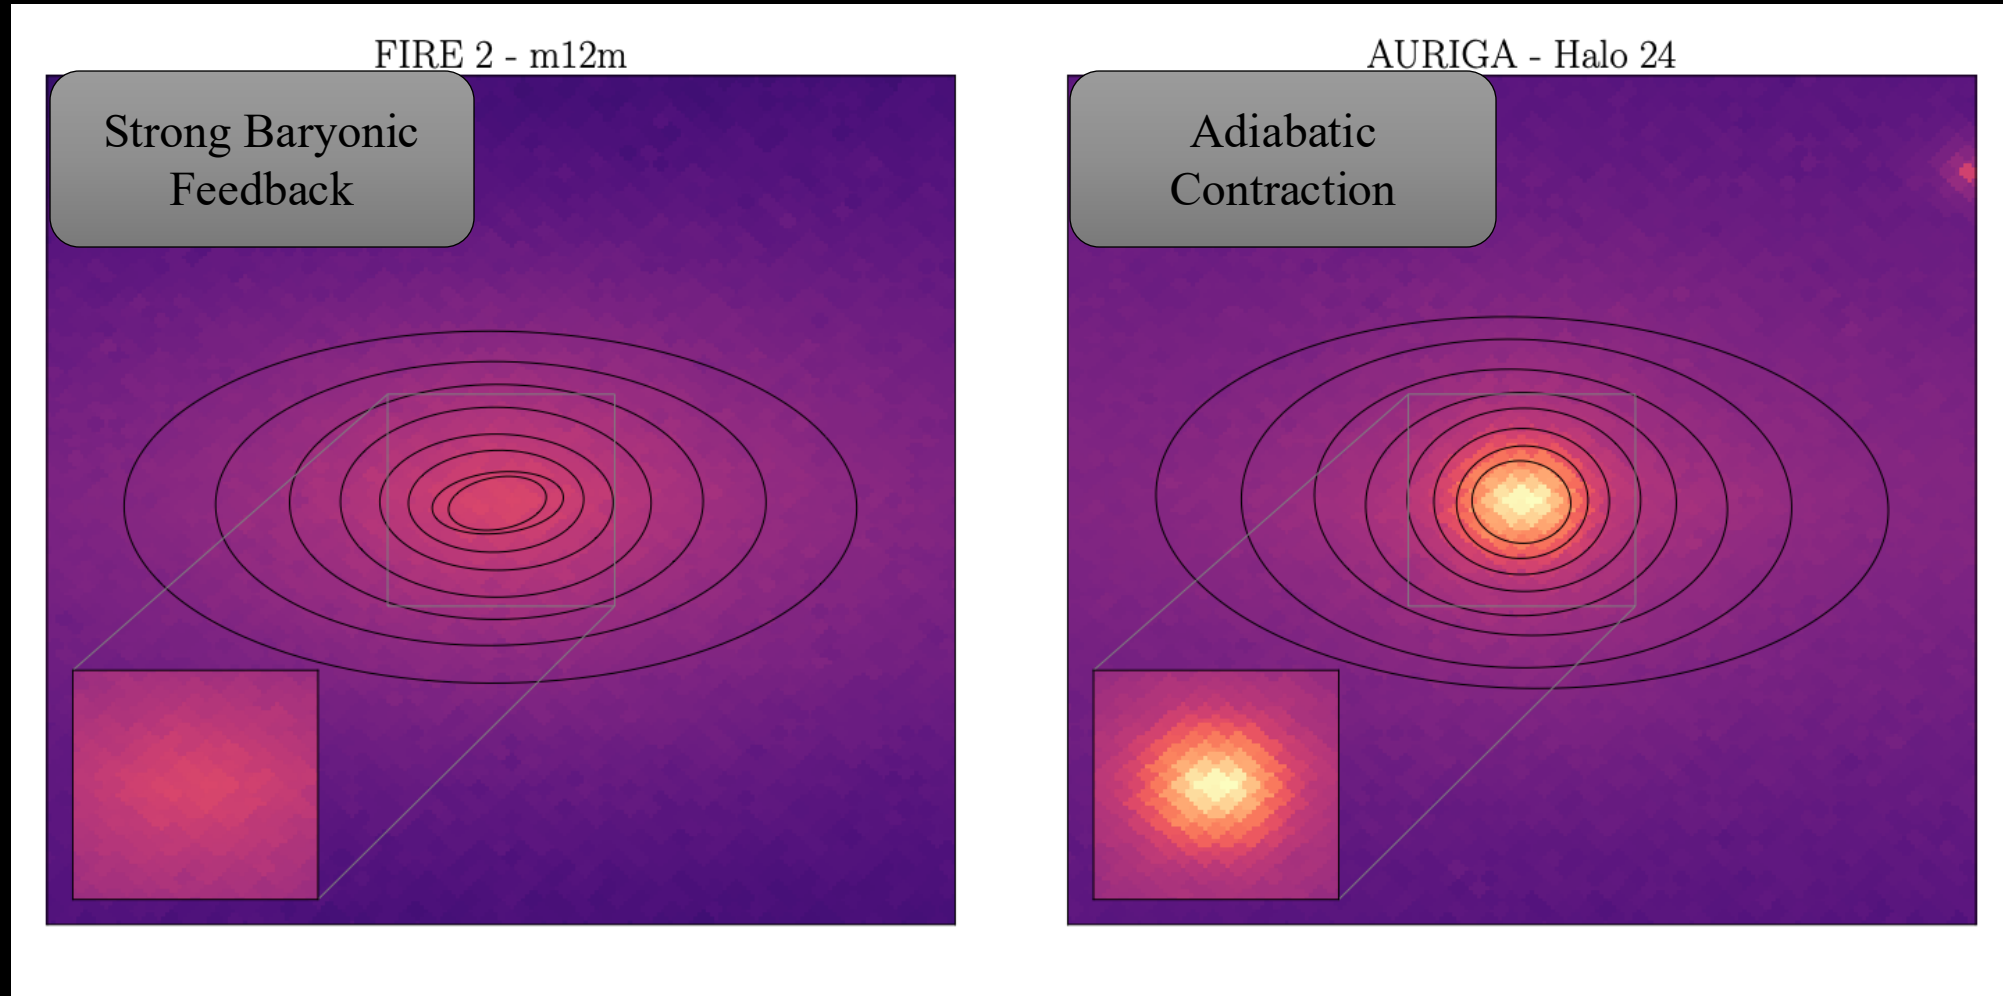 FIRE 2 - m12m
Strong Baryonic
Feedback
AURIGA - Halo 24
Adiabatic
Contraction